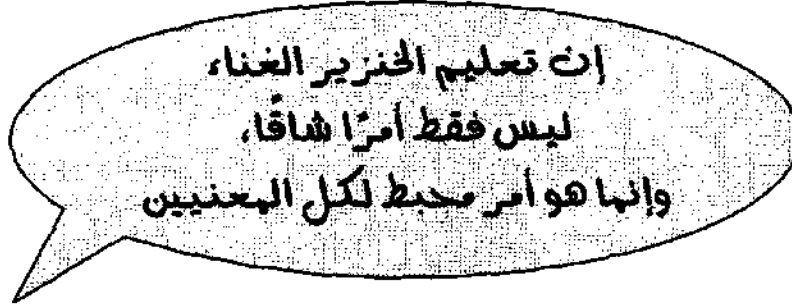 إن تعليم الخنزير الغناء
ليس فقط أمرًا شاقًا،
وإنما هو أمر محبط لكل المعنيين